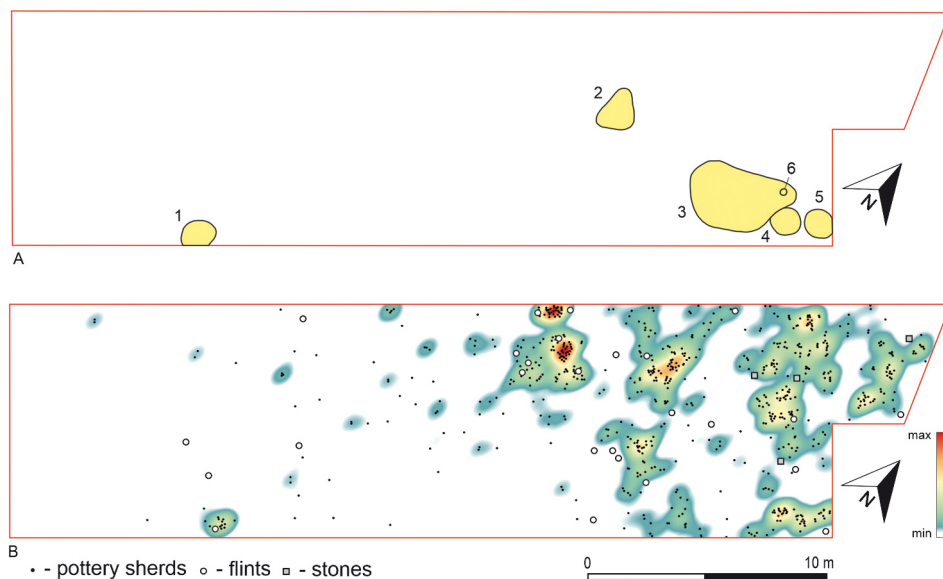 1
2
3
4
5
6
N
A
max
min
N
B
• - pottery sherds ○ - flints ▫ - stones
0 10 m